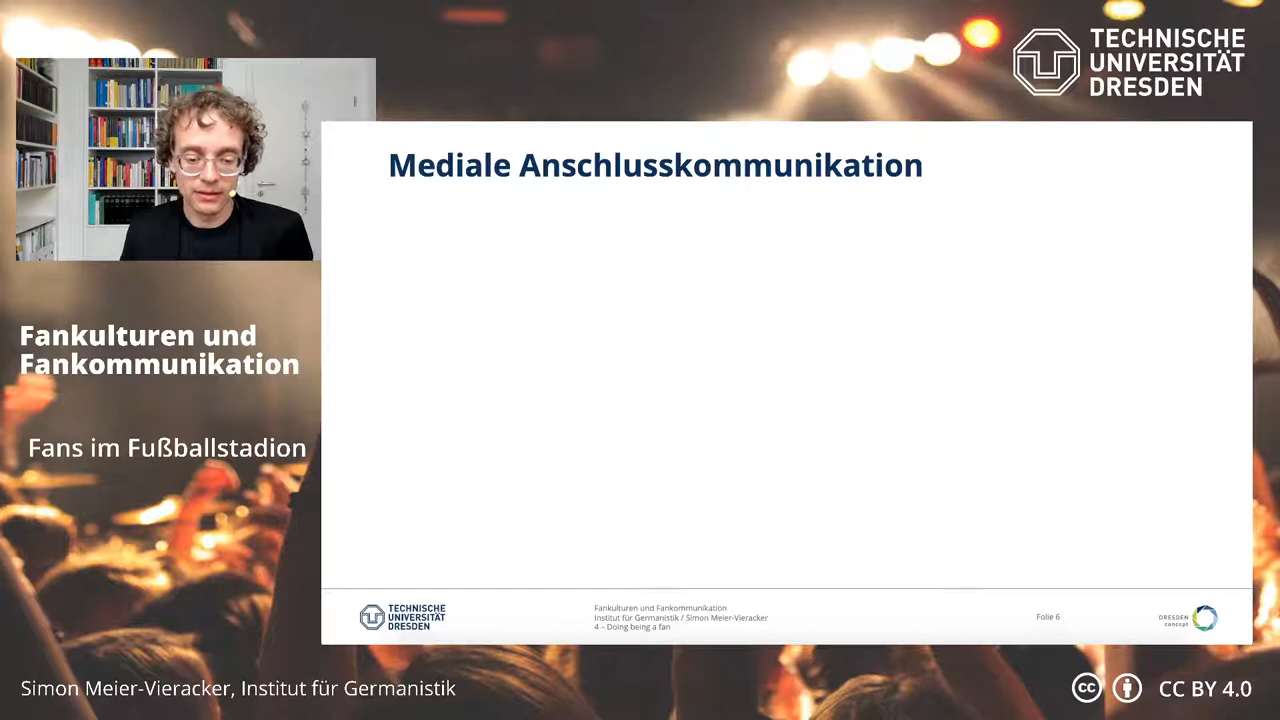 TECHNISCHE
UNIVERSITÄT
DRESDEN
Mediale Anschlusskommunikation
Fankulturen und
Fankommunikation
Fans im Fußballstadion
TECHNISCHE
UNIVERSITÄT
DRESDEN
Fankulturen und Fankommunikation
Institut für Germanistik / Simon Meier-Vieracker
4 – Doing being a fan
Folie 6
DRESDEN
concept
Simon Meier-Vieracker, Institut für Germanistik
cc
CC BY 4.0